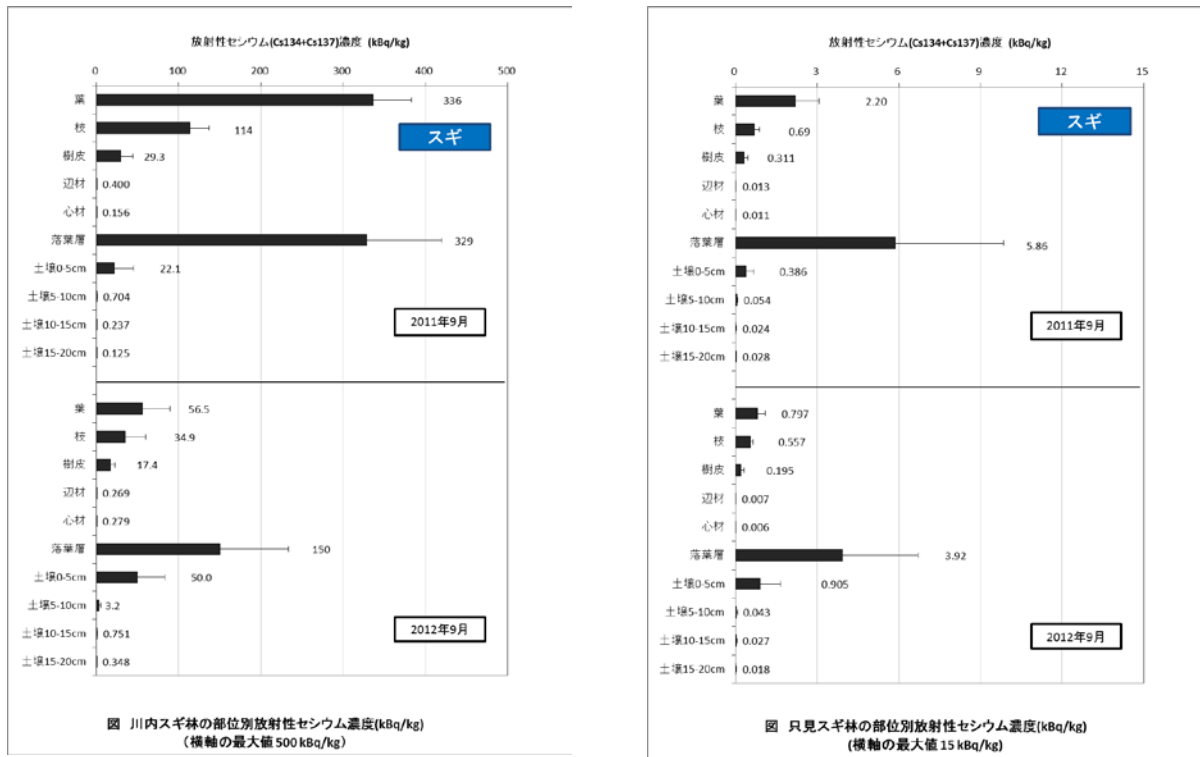 放射性セシウム(Cs134+Cs137)濃度 (kBq/kg)
0 100 200 300 400 500
葉 336
枝 114
スギ
樹皮 29.3
辺材 0.400
心材 0.156
落葉層 329
土壌0-5cm 22.1
土壌5-10cm 0.704
土壌10-15cm 0.237
2011年9月
土壌15-20cm 0.125
葉 56.5
枝 34.9
樹皮 17.4
辺材 0.269
心材 0.279
落葉層 150
土壌0-5cm 50.0
土壌5-10cm 3.2
土壌10-15cm 0.751
2012年9月
土壌15-20cm 0.348
図 川内スギ林の部位別放射性セシウム濃度(kBq/kg)
(横軸の最大値 500 kBq/kg)
放射性セシウム(Cs134+Cs137)濃度 (kBq/kg)
0 3 6 9 12 15
葉 2.20
スギ
枝 0.69
樹皮 0.311
辺材 0.013
心材 0.011
落葉層 5.86
土壌0-5cm 0.386
土壌5-10cm 0.054
土壌10-15cm 0.024
2011年9月
土壌15-20cm 0.028
葉 0.797
枝 0.557
樹皮 0.195
辺材 0.007
心材 0.006
落葉層 3.92
土壌0-5cm 0.905
土壌5-10cm 0.043
土壌10-15cm 0.027
2012年9月
土壌15-20cm 0.018
図 只見スギ林の部位別放射性セシウム濃度(kBq/kg)
(横軸の最大値 15 kBq/kg)